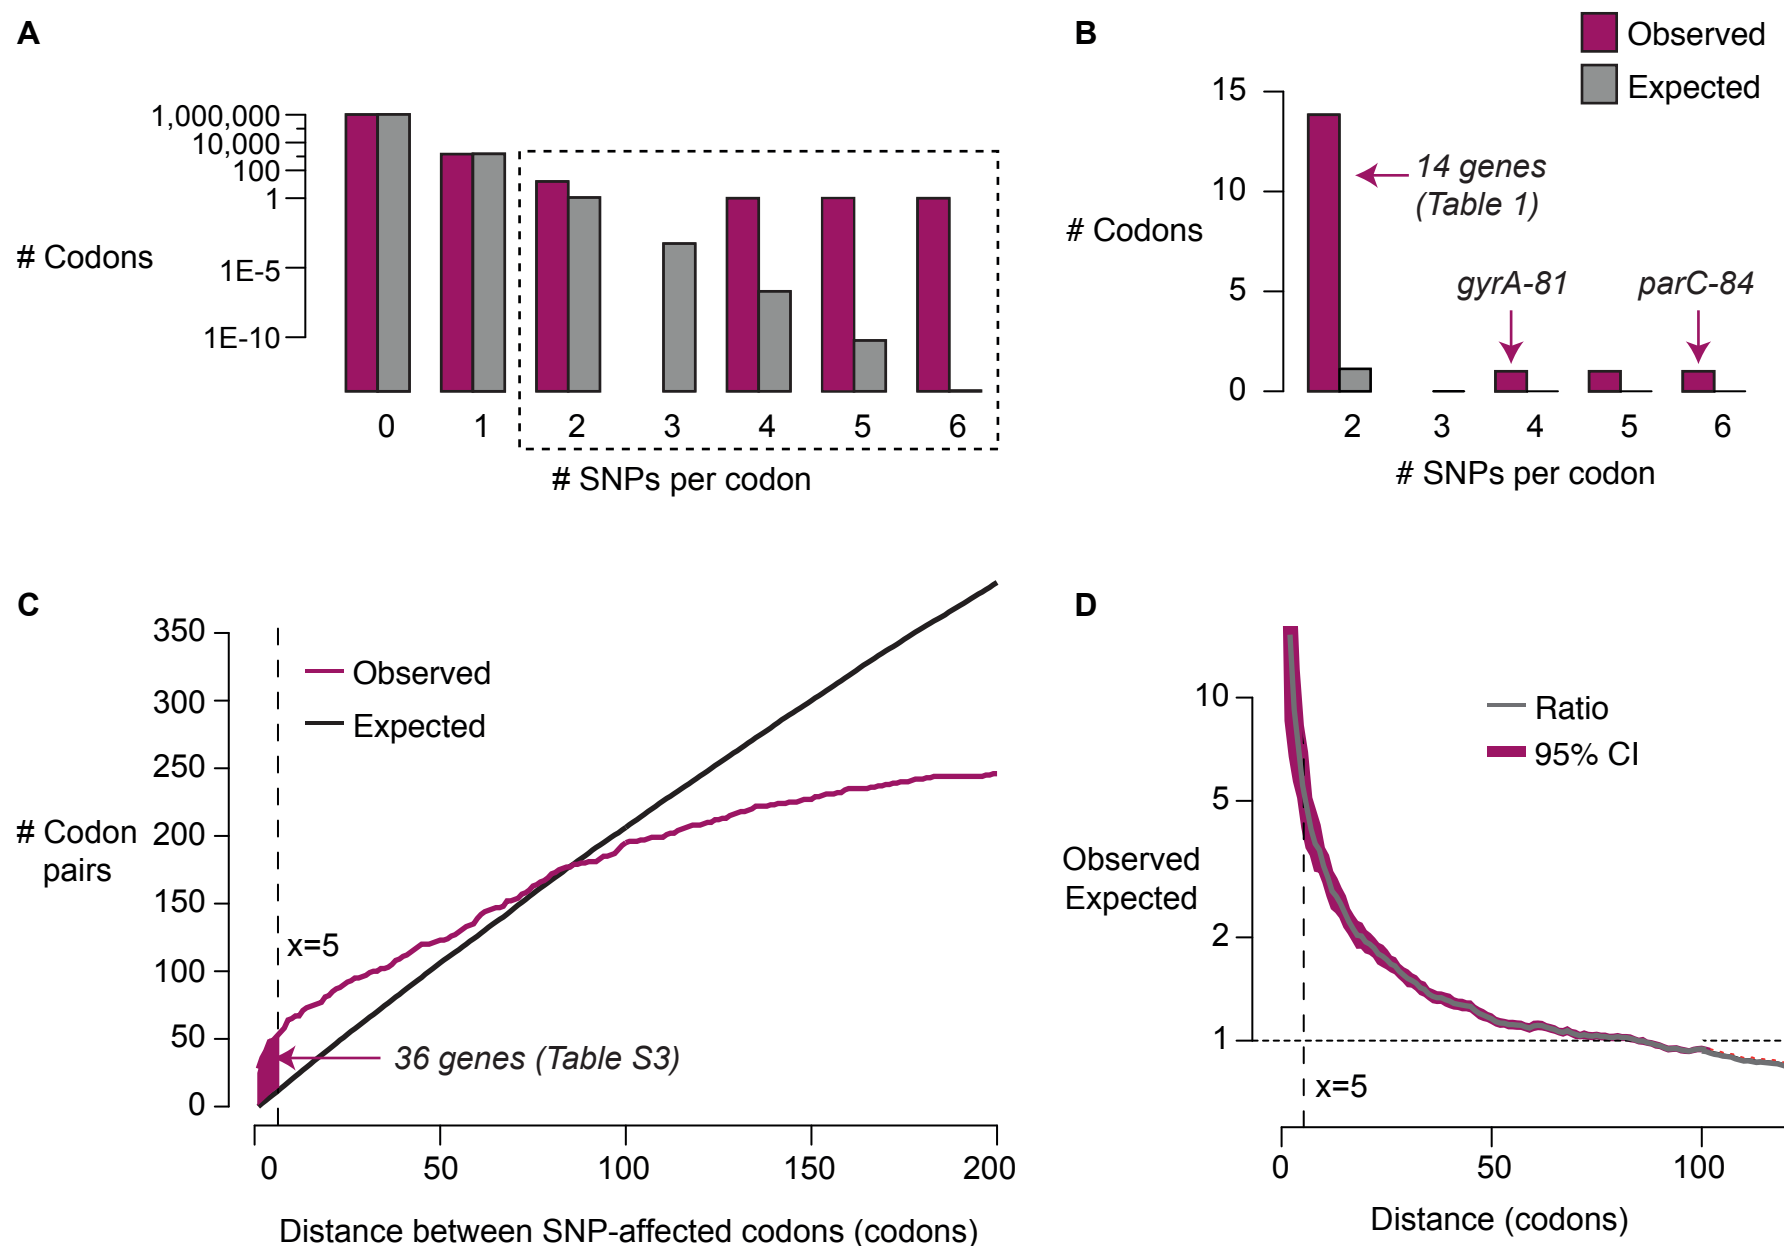 A
1,000,000
10,000
100
1
1E-5
1E-10
# Codons
0 1 2 3 4 5 6
# SNPs per codon
B
Observed
Expected
15
10
5
0
# Codons
14 genes
(Table 1)
gyrA-81
parC-84
2 3 4 5 6
# SNPs per codon
C
350
300
250
200
150
100
50
0
# Codon
pairs
Observed
Expected
x=5
36 genes (Table S3)
0 50 100 150 200
Distance between SNP-affected codons (codons)
D
10
5
2
1
Observed
Expected
Ratio
95% CI
x=5
0 50 100
Distance (codons)